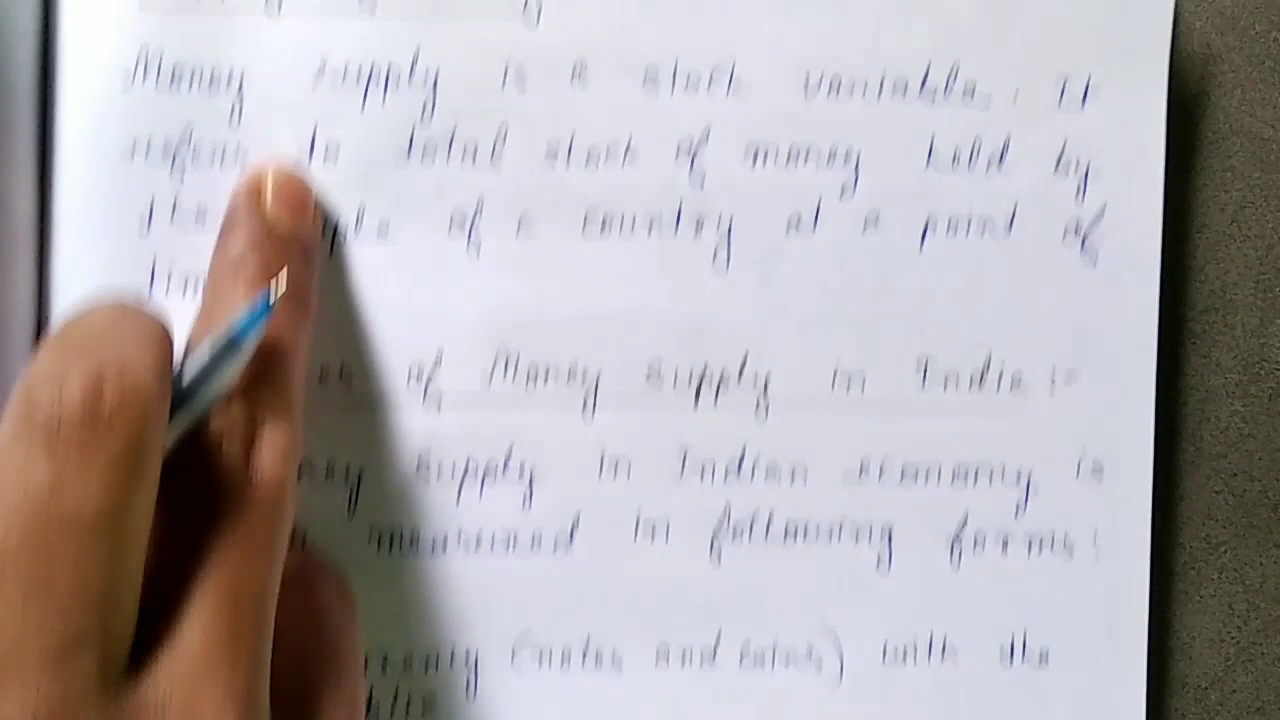 Money supply is a stock variable. It
refers to total stock of money held by
the of a country at a point of
of Money supply in India :-
supply in Indian economy is
measured in following forms :
(notes and coins) with the